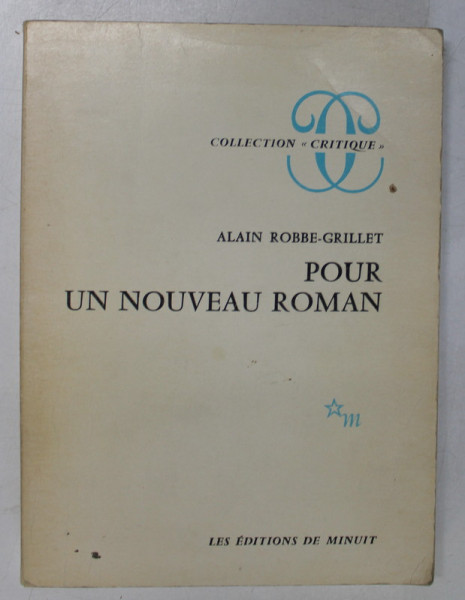 COLLECTION « CRITIQUE »
ALAIN ROBBE-GRILLET
POUR
UN NOUVEAU ROMAN
m
LES ÉDITIONS DE MINUIT